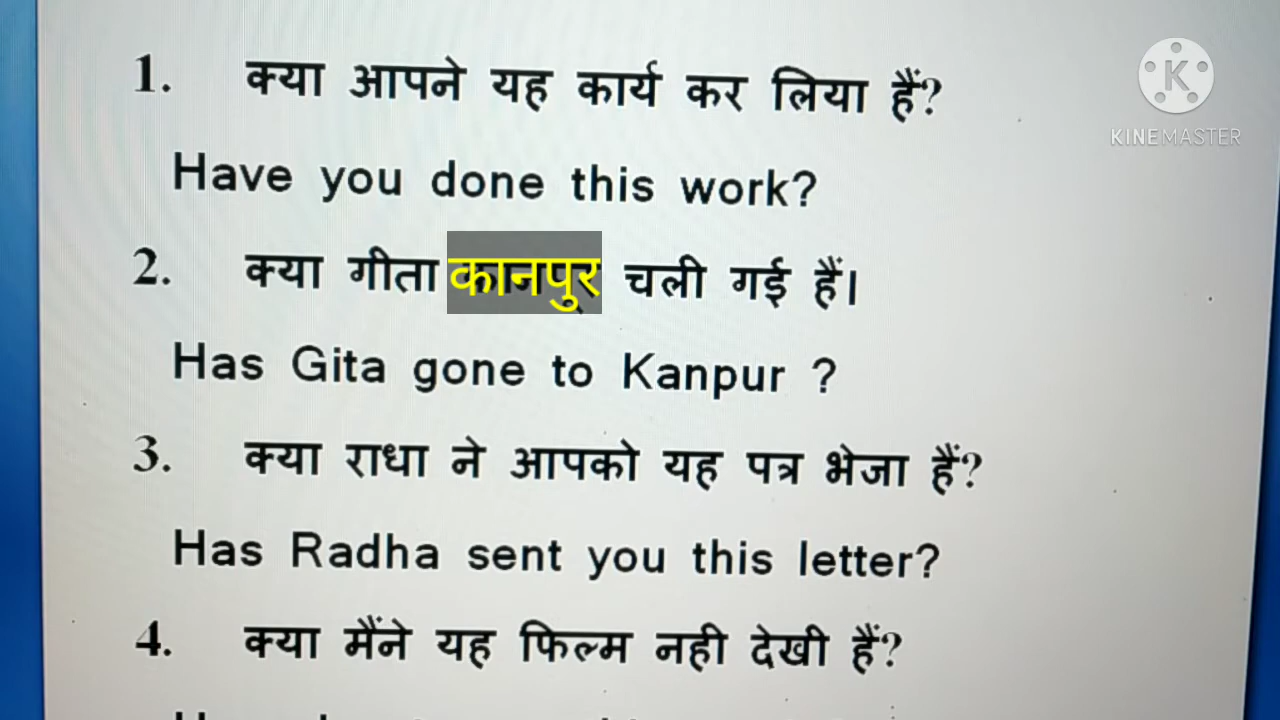 1. क्या आपने यह कार्य कर लिया हैं?
KINEMASTER
Have you done this work?
2. क्या गीता कानपुर चली गई हैं।
Has Gita gone to Kanpur ?
3. क्या राधा ने आपको यह पत्र भेजा हैं?
Has Radha sent you this letter?
4. क्या मैंने यह फिल्म नही देखी हैं?